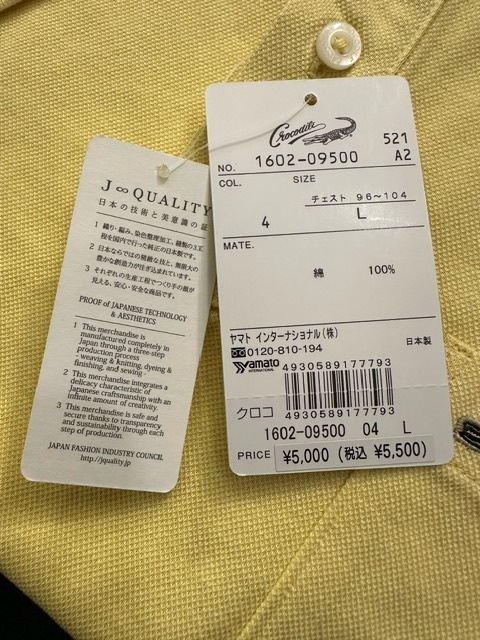 J∞QUALITY
日本の技術と美意識の証
1 織り・編み、染色整理加工、縫製の3工
程を国内で行った純正の日本製です。
2 日本ならではの精緻な技と、無限大の
豊かな創造力が注ぎ込まれています。
3 それぞれの生産工程でつくり手の顔が
見える、安心・安全な商品です。
PROOF of JAPANESE TECHNOLOGY
& AESTHETICS
1 This merchandise is
manufactured completely in
Japan through a three-step
production process
- weaving & knitting, dyeing &
finishing, and sewing -
2 This merchandise integrates a
delicacy characteristic of
Japanese craftsmanship with an
infinite amount of creativity.
3 This merchandise is safe and
secure thanks to transparency
and sustainability through each
step of production.
JAPAN FASHION INDUSTRY COUNCIL
http://jquality.jp/
Crocodile
521
NO. 1602-09500 A2
COL. SIZE
チェスト 96~104
4 L
MATE.
綿 100%
ヤマト インターナショナル(株)
0120-810-194 日本製
yamato
INTERNATIONAL
4930589177793
クロコ
4930589177793
1602-09500 04 L
PRICE ¥5,000 (税込 ¥5,500)